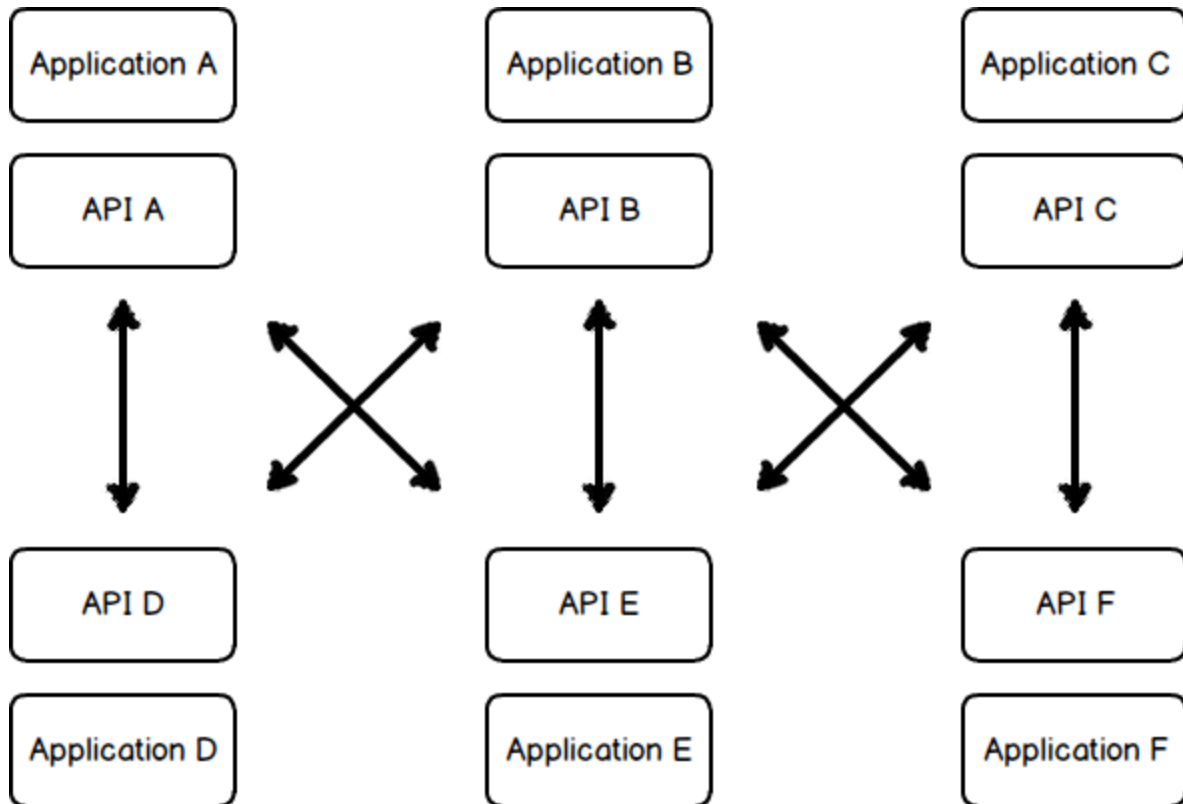 Application A
Application B
Application C
API A
API B
API C
API D
API E
API F
Application D
Application E
Application F